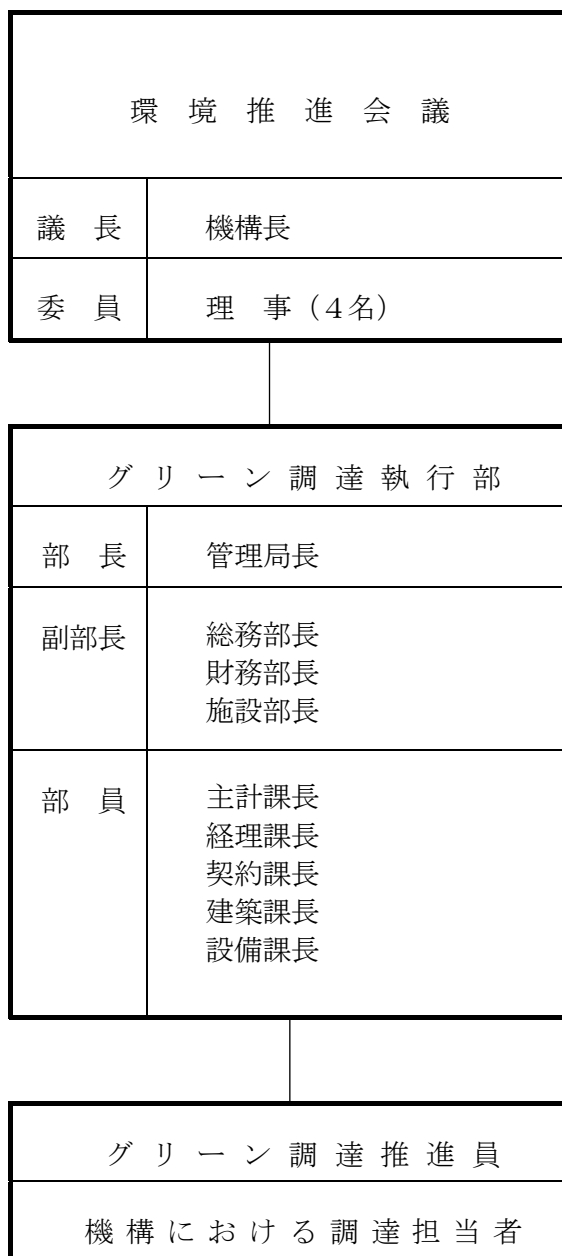 環境推進会議
議長 機構長
委員 理事（４名）
グリーン調達執行部
部長 管理局長
副部長 総務部長
財務部長
施設部長
部員 主計課長
経理課長
契約課長
建築課長
設備課長
グリーン調達推進員
機構における調達担当者